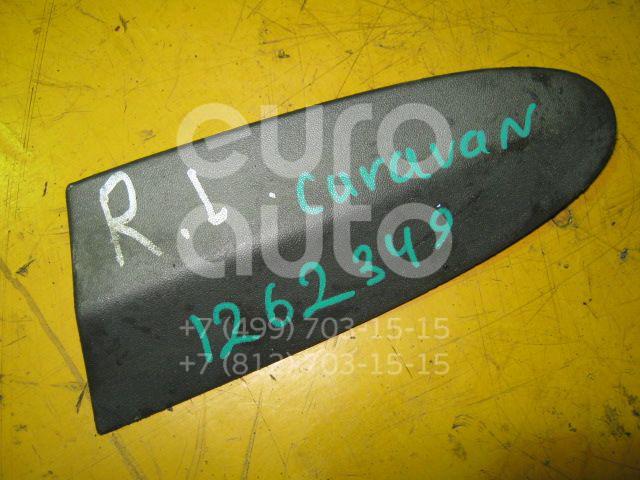 R.L. caravan
1262349
euro
auto
+7 (499) 703-15-15
+7 (812) 703-15-15